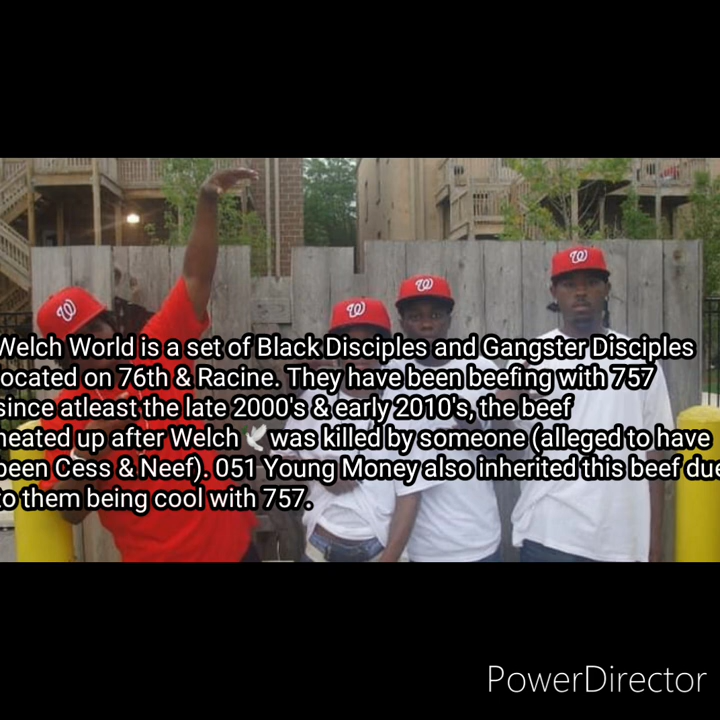 W
W
W
W
Welch World is a set of Black Disciples and Gangster Disciples
located on 76th & Racine. They have been beefing with 757
since atleast the late 2000's & early 2010's, the beef
heated up after Welch 🕊 was killed by someone (alleged to have
been Cess & Neef). 051 Young Money also inherited this beef due
to them being cool with 757.
PowerDirector